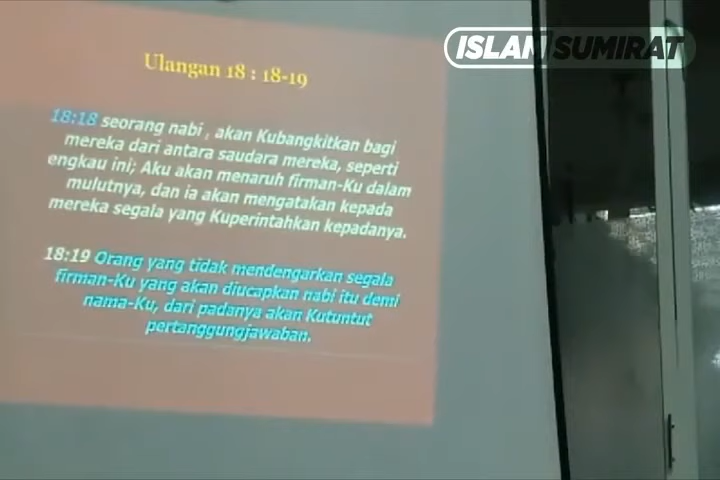 ISLAM SUMIRAT
Ulangan 18 : 18-19
18:18 seorang nabi , akan Kubangkitkan bagi
mereka dari antara saudara mereka, seperti
engkau ini; Aku akan menaruh firman-Ku dalam
mulutnya, dan ia akan mengatakan kepada
mereka segala yang Kuperintahkan kepadanya.
18:19 Orang yang tidak mendengarkan segala
firman-Ku yang akan diucapkan nabi itu demi
nama-Ku, dari padanya akan Kutuntut
pertanggungjawaban.